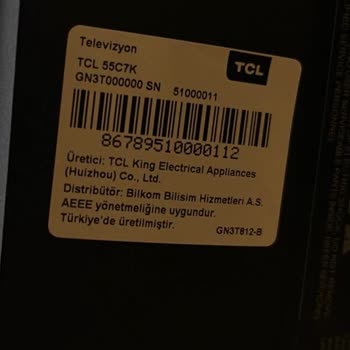 Televizyon
TCL
TCL 55C7K
GN3T000000 SN 51000011
86789510000112
Üretici: TCL King Electrical Appliances
(Huizhou) Co., Ltd.
Distribütör: Bilkom Bilisim Hizmetleri A.S.
AEEE yönetmeliğine uygundur.
Türkiye'de üretilmiştir.
GN3T812-B